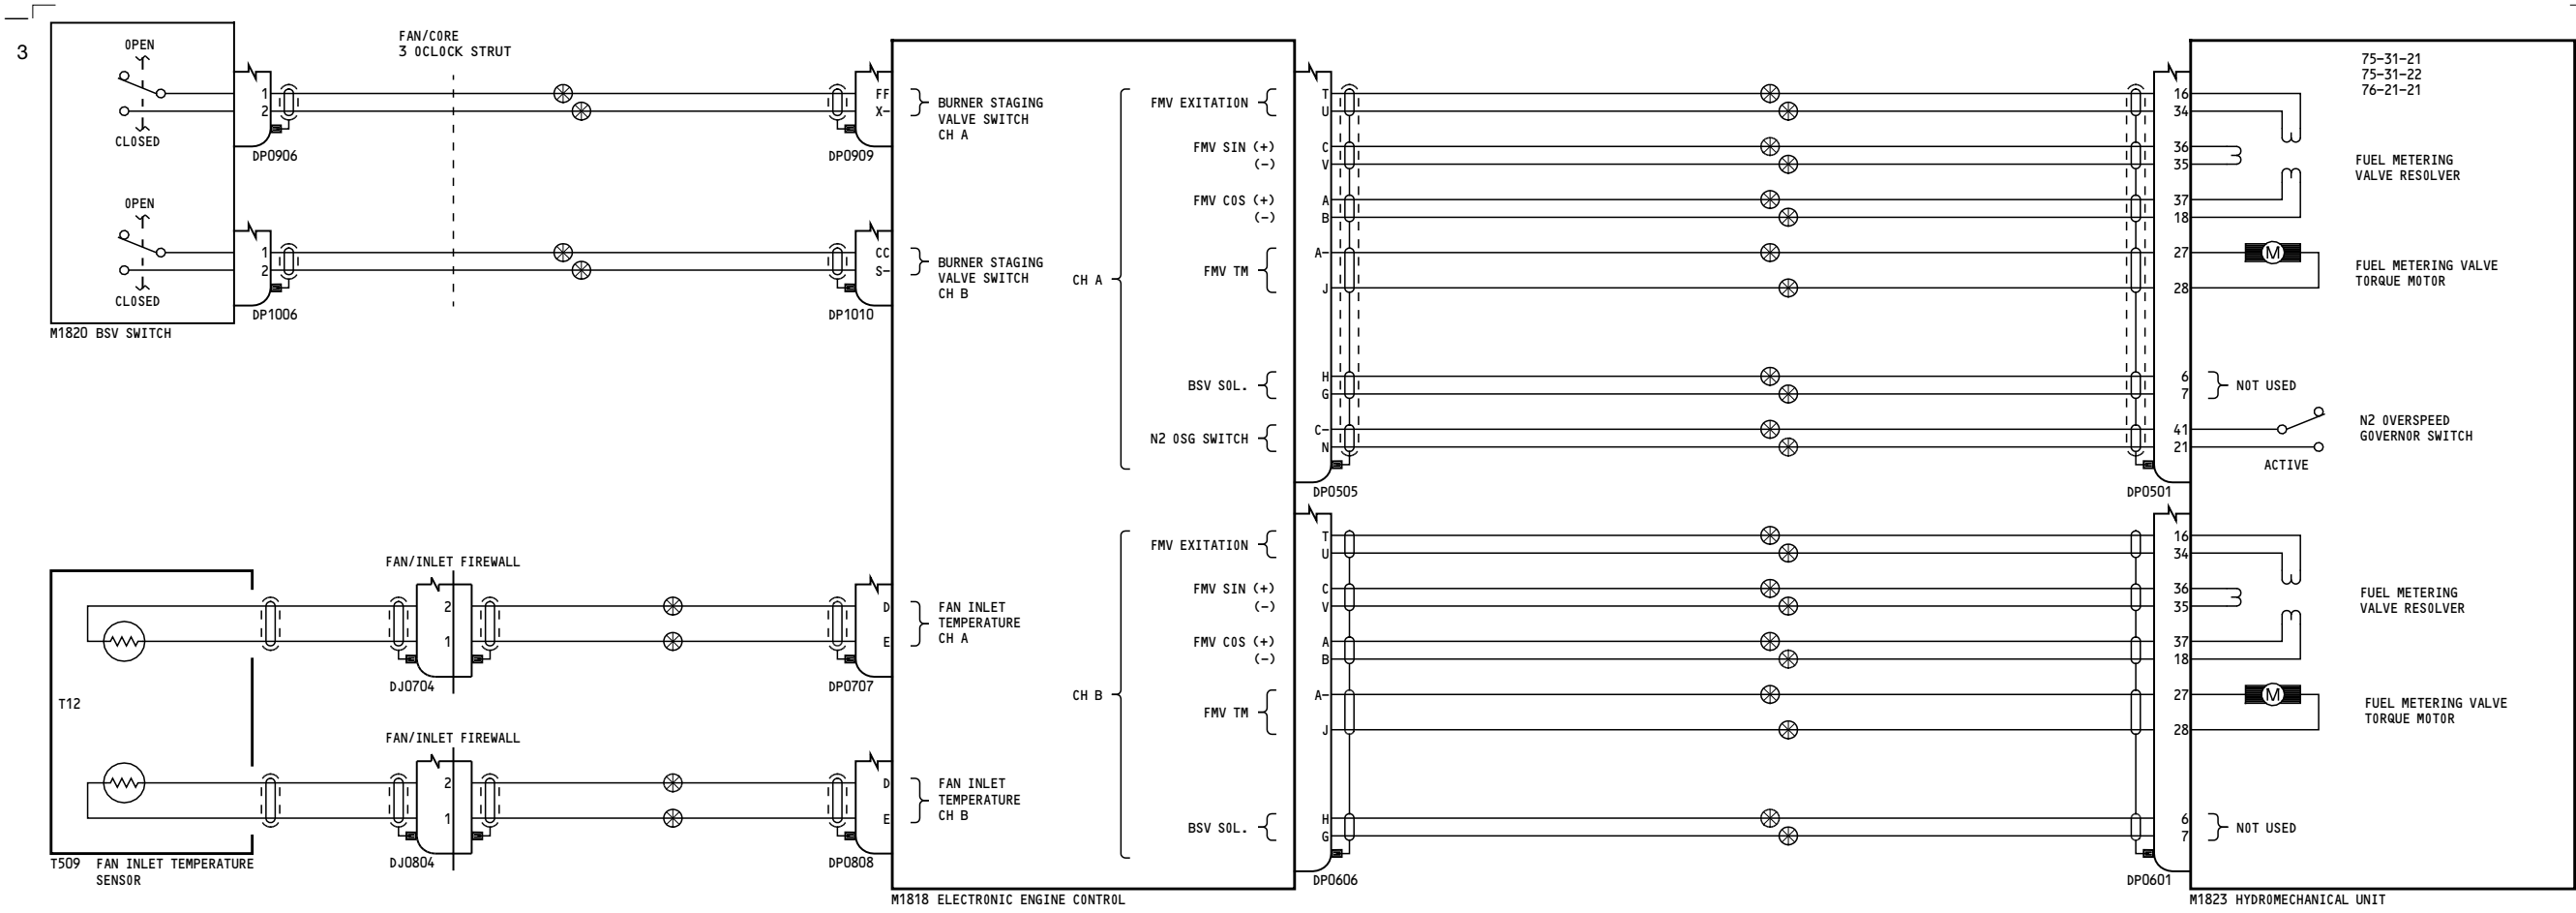 3
OPEN
CLOSED
1
2
DP0906
OPEN
CLOSED
1
2
DP1006
M1820 BSV SWITCH
FAN/CORE
3 OCLOCK STRUT
FF
X-
DP0909
BURNER STAGING
VALVE SWITCH
CH A
CC
S-
DP1010
BURNER STAGING
VALVE SWITCH
CH B
T12
T509 FAN INLET TEMPERATURE
SENSOR
FAN/INLET FIREWALL
2
1
DJ0704
FAN/INLET FIREWALL
2
1
DJ0804
D
E
DP0707
FAN INLET
TEMPERATURE
CH A
D
E
DP0808
FAN INLET
TEMPERATURE
CH B
M1818 ELECTRONIC ENGINE CONTROL
CH A
FMV EXITATION
FMV SIN (+)
(-)
FMV COS (+)
(-)
FMV TM
BSV SOL.
N2 OSG SWITCH
T
U
C
V
A
B
A-
J
H
G
C-
N
DP0505
CH B
FMV EXITATION
FMV SIN (+)
(-)
FMV COS (+)
(-)
FMV TM
BSV SOL.
T
U
C
V
A
B
A-
J
H
G
DP0606
16
34
36
35
37
18
27
28
6
7
41
21
DP0501
75-31-21
75-31-22
76-21-21
FUEL METERING
VALVE RESOLVER
M
FUEL METERING VALVE
TORQUE MOTOR
NOT USED
N2 OVERSPEED
GOVERNOR SWITCH
ACTIVE
16
34
36
35
37
18
27
28
6
7
DP0601
FUEL METERING
VALVE RESOLVER
M
FUEL METERING VALVE
TORQUE MOTOR
NOT USED
M1823 HYDROMECHANICAL UNIT